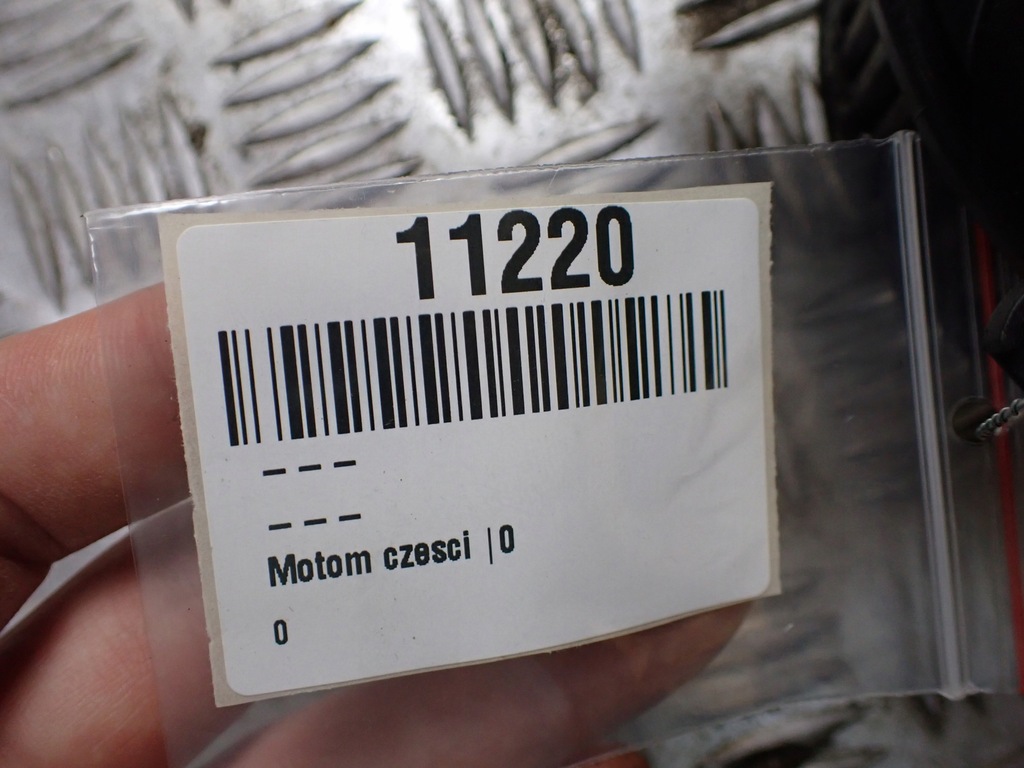 11220
---
---
Motom czesci |0
0